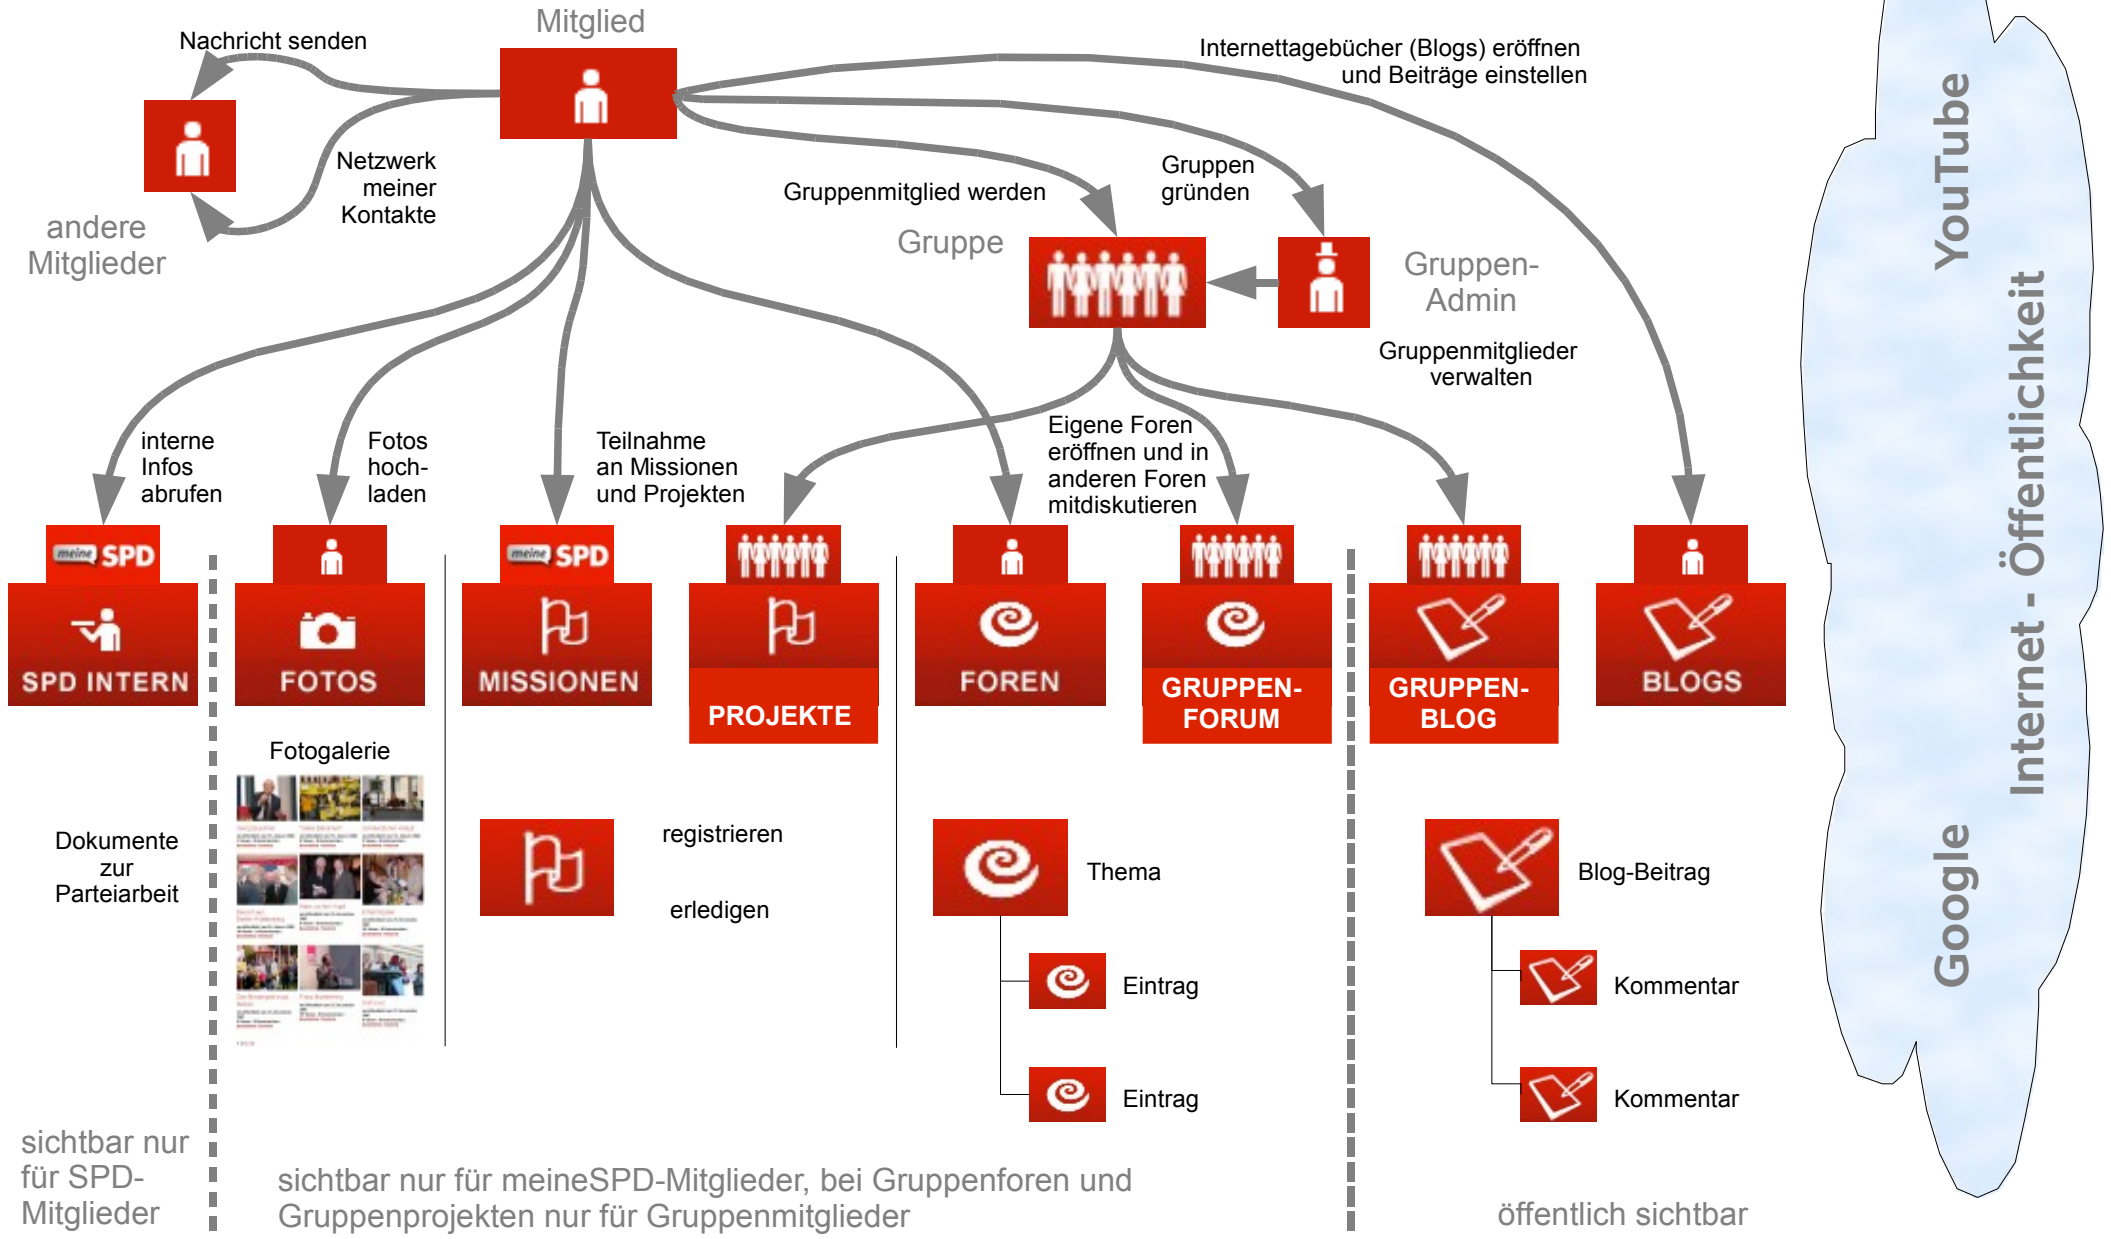 Mitglied
Nachricht senden
Internettagebücher (Blogs) eröffnen
und Beiträge einstellen
Netzwerk
meiner
Kontakte
Gruppenmitglied werden
Gruppen
gründen
andere
Mitglieder
Gruppe
Gruppen-
Admin
Gruppenmitglieder
verwalten
interne
Infos
abrufen
Fotos
hoch-
laden
Teilnahme
an Missionen
und Projekten
Eigene Foren
eröffnen und in
anderen Foren
mitdiskutieren
meine SPD
SPD INTERN
FOTOS
meine SPD
MISSIONEN
PROJEKTE
FOREN
GRUPPEN-
FORUM
GRUPPEN-
BLOG
BLOGS
Fotogalerie
Dokumente
zur
Parteiarbeit
registrieren
erledigen
Thema
Eintrag
Eintrag
Blog-Beitrag
Kommentar
Kommentar
sichtbar nur
für SPD-
Mitglieder
sichtbar nur für meineSPD-Mitglieder, bei Gruppenforen und
Gruppenprojekten nur für Gruppenmitglieder
öffentlich sichtbar
YouTube
Internet - Öffentlichkeit
Google